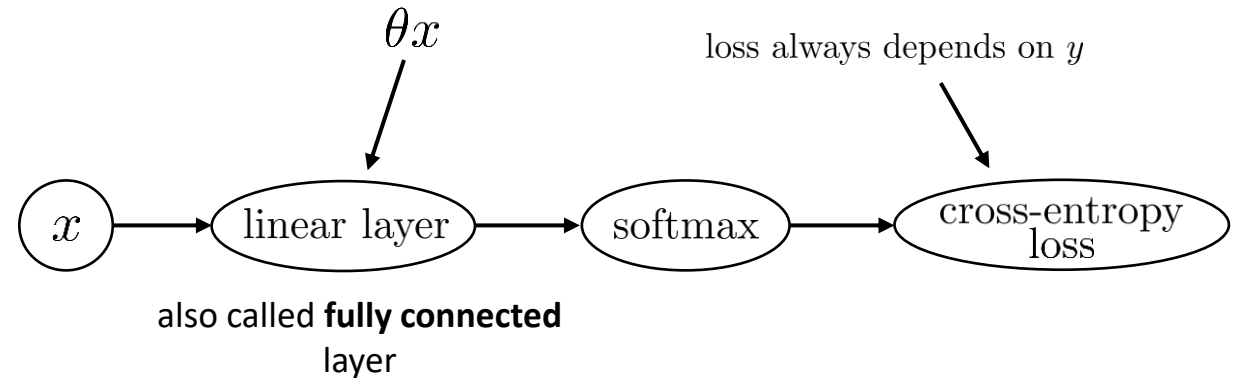 θx
loss always depends on y
x
linear layer
softmax
cross-entropy
loss
also called fully connected
layer